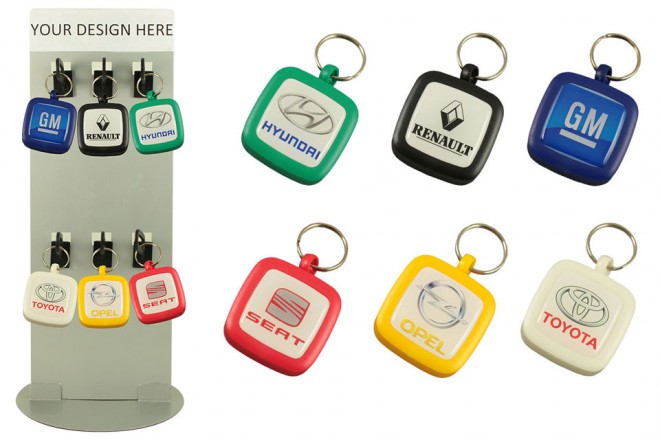 YOUR DESIGN HERE
GM
RENAULT
HYUNDAI
TOYOTA
OPEL
SEAT
HYUNDAI
RENAULT
GM
SEAT
OPEL
TOYOTA